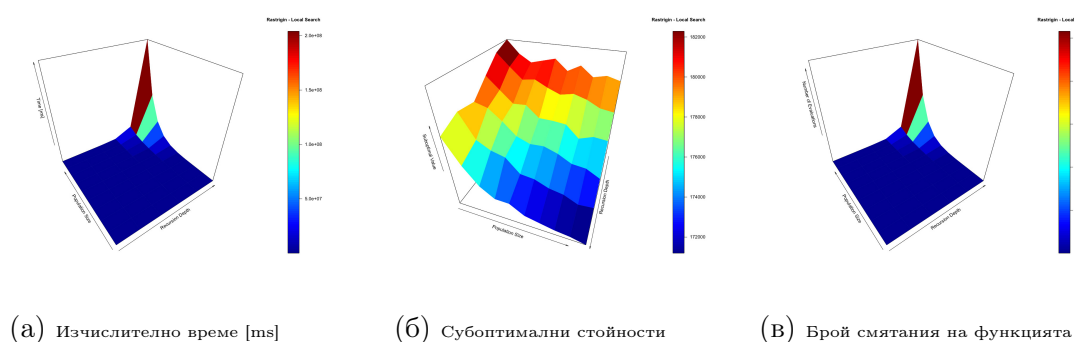 Rastrigin - Local Search
2.0e+08
1.5e+08
1.0e+08
5.0e+07
Time [ms]
Population Size
Recursion Depth
Rastrigin - Local Search
182000
180000
178000
176000
174000
172000
Suboptimal Value
Population Size
Recursion Depth
Rastrigin - Local
Number of Evaluations
Population Size
Recursion Depth
(а) Изчислително време [ms]
(б) Субоптимални стойности
(в) Брой смятания на функцията